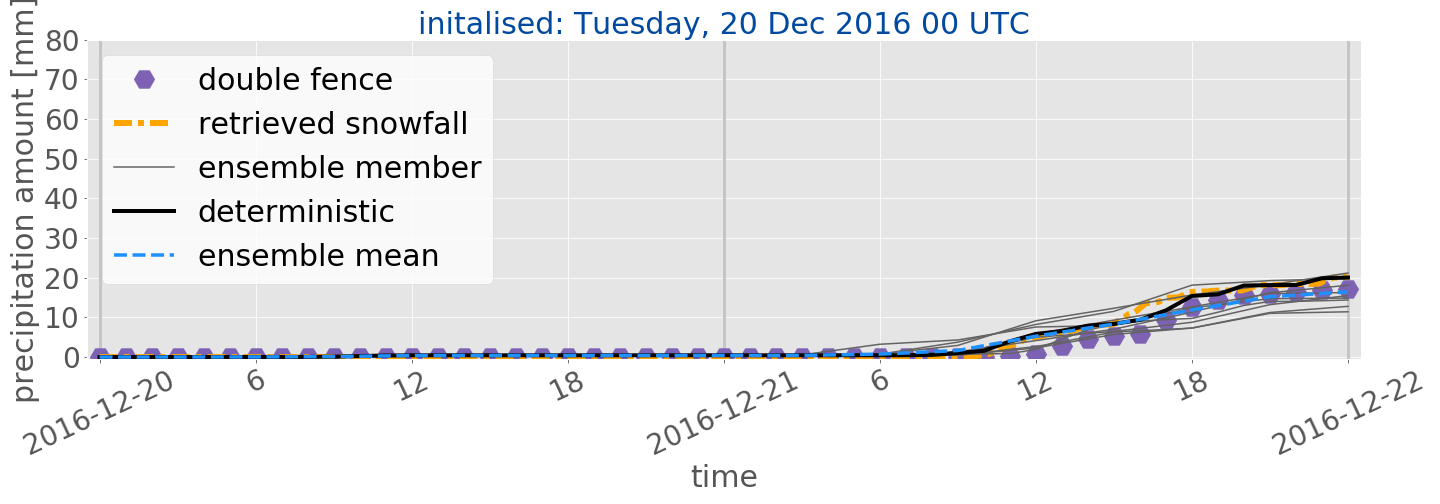 initalised: Tuesday, 20 Dec 2016 00 UTC
precipitation amount [mm]
80
70
60
50
40
30
20
10
0
double fence
retrieved snowfall
ensemble member
deterministic
ensemble mean
2016-12-20
6
12
18
2016-12-21
6
12
18
2016-12-22
time